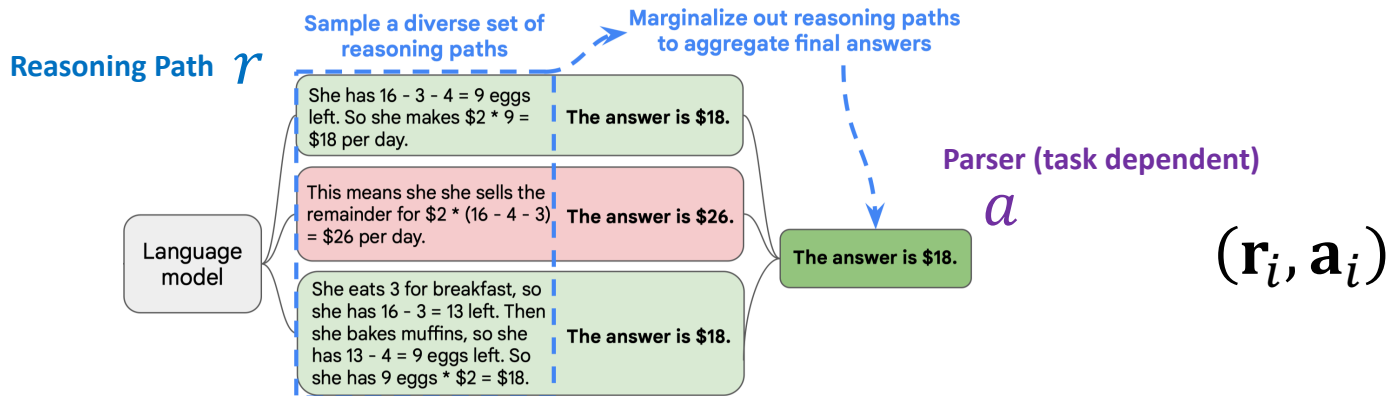 Sample a diverse set of
reasoning paths
Marginalize out reasoning paths
to aggregate final answers
Reasoning Path r
She has 16 - 3 - 4 = 9 eggs
left. So she makes $2 * 9 =
$18 per day.
The answer is $18.
This means she she sells the
remainder for $2 * (16 - 4 - 3)
= $26 per day.
The answer is $26.
She eats 3 for breakfast, so
she has 16 - 3 = 13 left. Then
she bakes muffins, so she
has 13 - 4 = 9 eggs left. So
she has 9 eggs * $2 = $18.
The answer is $18.
Language
model
The answer is $18.
Parser (task dependent)
a
(r_i, a_i)